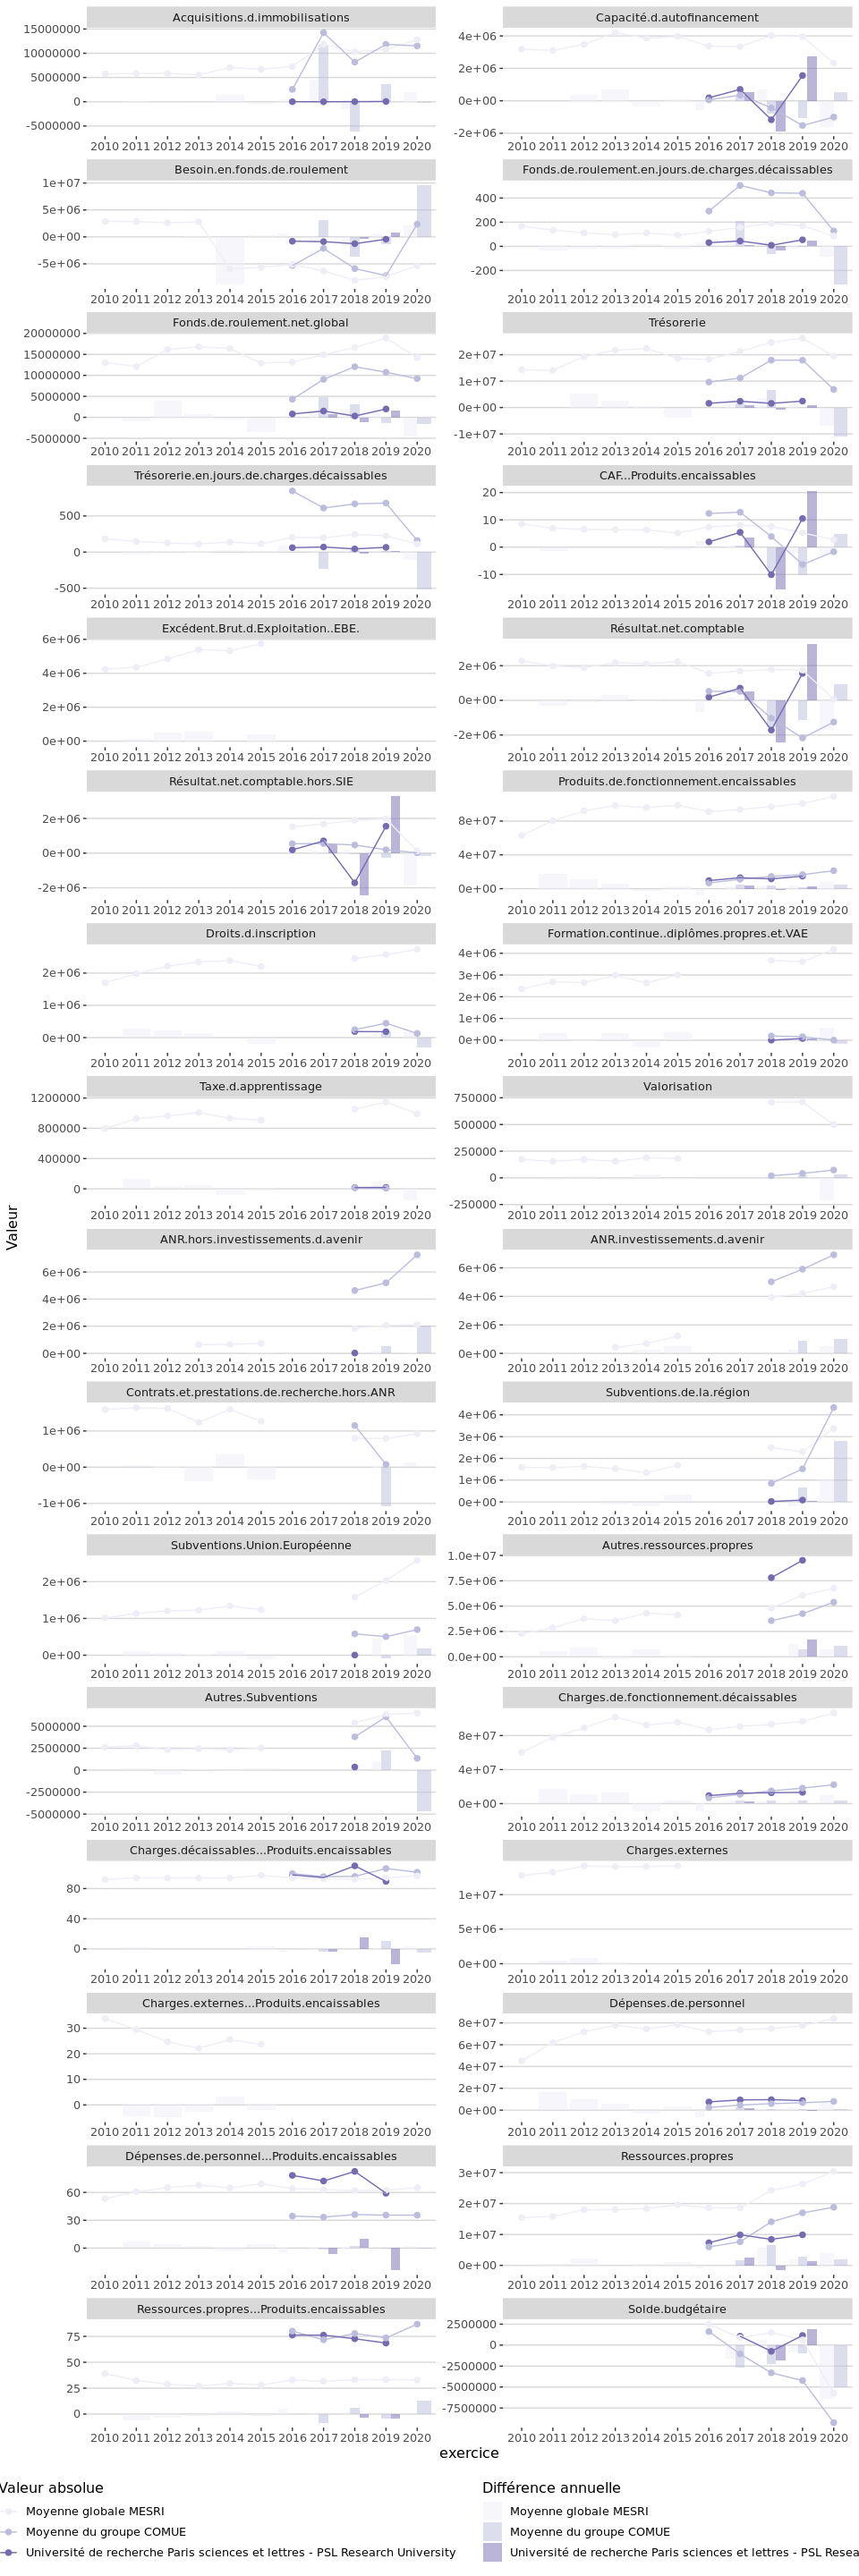 Acquisitions.d.immobilisations
15000000
10000000
5000000
0
-5000000
2010 2011 2012 2013 2014 2015 2016 2017 2018 2019 2020
Capacité.d.autofinancement
4e+06
2e+06
0e+00
-2e+06
2010 2011 2012 2013 2014 2015 2016 2017 2018 2019 2020
Besoin.en.fonds.de.roulement
1e+07
5e+06
0e+00
-5e+06
2010 2011 2012 2013 2014 2015 2016 2017 2018 2019 2020
Fonds.de.roulement.en.jours.de.charges.décaissables
400
200
0
-200
2010 2011 2012 2013 2014 2015 2016 2017 2018 2019 2020
Fonds.de.roulement.net.global
20000000
15000000
10000000
5000000
0
-5000000
2010 2011 2012 2013 2014 2015 2016 2017 2018 2019 2020
Trésorerie
2e+07
1e+07
0e+00
-1e+07
2010 2011 2012 2013 2014 2015 2016 2017 2018 2019 2020
Trésorerie.en.jours.de.charges.décaissables
500
0
-500
2010 2011 2012 2013 2014 2015 2016 2017 2018 2019 2020
CAF...Produits.encaissables
20
10
0
-10
2010 2011 2012 2013 2014 2015 2016 2017 2018 2019 2020
Excédent.Brut.d.Exploitation..EBE.
6e+06
4e+06
2e+06
0e+00
2010 2011 2012 2013 2014 2015 2016 2017 2018 2019 2020
Résultat.net.comptable
2e+06
0e+00
-2e+06
2010 2011 2012 2013 2014 2015 2016 2017 2018 2019 2020
Résultat.net.comptable.hors.SIE
2e+06
0e+00
-2e+06
2010 2011 2012 2013 2014 2015 2016 2017 2018 2019 2020
Produits.de.fonctionnement.encaissables
8e+07
4e+07
0e+00
2010 2011 2012 2013 2014 2015 2016 2017 2018 2019 2020
Droits.d.inscription
2e+06
1e+06
0e+00
2010 2011 2012 2013 2014 2015 2016 2017 2018 2019 2020
Formation.continue..diplômes.propres.et.VAE
4e+06
3e+06
2e+06
1e+06
0e+00
2010 2011 2012 2013 2014 2015 2016 2017 2018 2019 2020
Taxe.d.apprentissage
1200000
800000
400000
0
2010 2011 2012 2013 2014 2015 2016 2017 2018 2019 2020
Valorisation
750000
500000
250000
0
-250000
2010 2011 2012 2013 2014 2015 2016 2017 2018 2019 2020
Valeur
ANR.hors.investissements.d.avenir
6e+06
4e+06
2e+06
0e+00
2010 2011 2012 2013 2014 2015 2016 2017 2018 2019 2020
ANR.investissements.d.avenir
6e+06
4e+06
2e+06
0e+00
2010 2011 2012 2013 2014 2015 2016 2017 2018 2019 2020
Contrats.et.prestations.de.recherche.hors.ANR
1e+06
0e+00
-1e+06
2010 2011 2012 2013 2014 2015 2016 2017 2018 2019 2020
Subventions.de.la.région
4e+06
3e+06
2e+06
1e+06
0e+00
2010 2011 2012 2013 2014 2015 2016 2017 2018 2019 2020
Subventions.Union.Européenne
2e+06
1e+06
0e+00
2010 2011 2012 2013 2014 2015 2016 2017 2018 2019 2020
Autres.ressources.propres
1.0e+07
7.5e+06
5.0e+06
2.5e+06
0.0e+00
2010 2011 2012 2013 2014 2015 2016 2017 2018 2019 2020
Autres.Subventions
5000000
2500000
0
-2500000
-5000000
2010 2011 2012 2013 2014 2015 2016 2017 2018 2019 2020
Charges.de.fonctionnement.décaissables
8e+07
4e+07
0e+00
2010 2011 2012 2013 2014 2015 2016 2017 2018 2019 2020
Charges.décaissables...Produits.encaissables
80
40
0
2010 2011 2012 2013 2014 2015 2016 2017 2018 2019 2020
Charges.externes
1e+07
5e+06
0e+00
2010 2011 2012 2013 2014 2015 2016 2017 2018 2019 2020
Charges.externes...Produits.encaissables
30
20
10
0
2010 2011 2012 2013 2014 2015 2016 2017 2018 2019 2020
Dépenses.de.personnel
8e+07
6e+07
4e+07
2e+07
0e+00
2010 2011 2012 2013 2014 2015 2016 2017 2018 2019 2020
Dépenses.de.personnel...Produits.encaissables
60
30
0
2010 2011 2012 2013 2014 2015 2016 2017 2018 2019 2020
Ressources.propres
3e+07
2e+07
1e+07
0e+00
2010 2011 2012 2013 2014 2015 2016 2017 2018 2019 2020
Ressources.propres...Produits.encaissables
75
50
25
0
2010 2011 2012 2013 2014 2015 2016 2017 2018 2019 2020
Solde.budgétaire
2500000
0
-2500000
-5000000
-7500000
2010 2011 2012 2013 2014 2015 2016 2017 2018 2019 2020
exercice
Valeur absolue
Moyenne globale MESRI
Moyenne du groupe COMUE
Université de recherche Paris sciences et lettres - PSL Research University
Différence annuelle
Moyenne globale MESRI
Moyenne du groupe COMUE
Université de recherche Paris sciences et lettres - PSL Resea